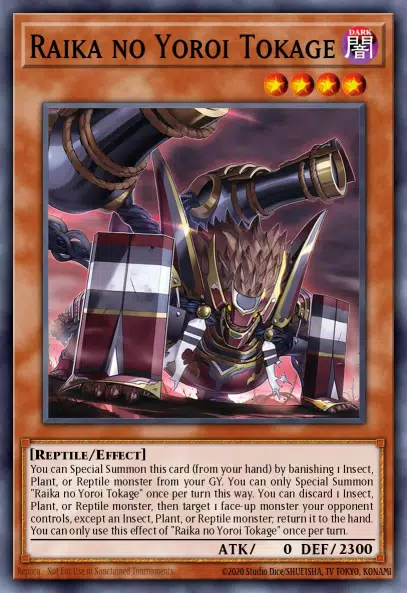 Raika no Yoroi Tokage
DARK
闇
[Reptile/Effect]
You can Special Summon this card (from your hand) by banishing 1 Insect,
Plant, or Reptile monster from your GY. You can only Special Summon
"Raika no Yoroi Tokage" once per turn this way. You can discard 1 Insect,
Plant, or Reptile monster, then target 1 face-up monster your opponent
controls, except an Insect, Plant, or Reptile monster; return it to the hand.
You can only use this effect of "Raika no Yoroi Tokage" once per turn.
ATK/ 0 DEF/2300
Replica - Not For Use in Sanctioned Tournaments
©2020 Studio Dice/SHUEISHA, TV TOKYO, KONAMI